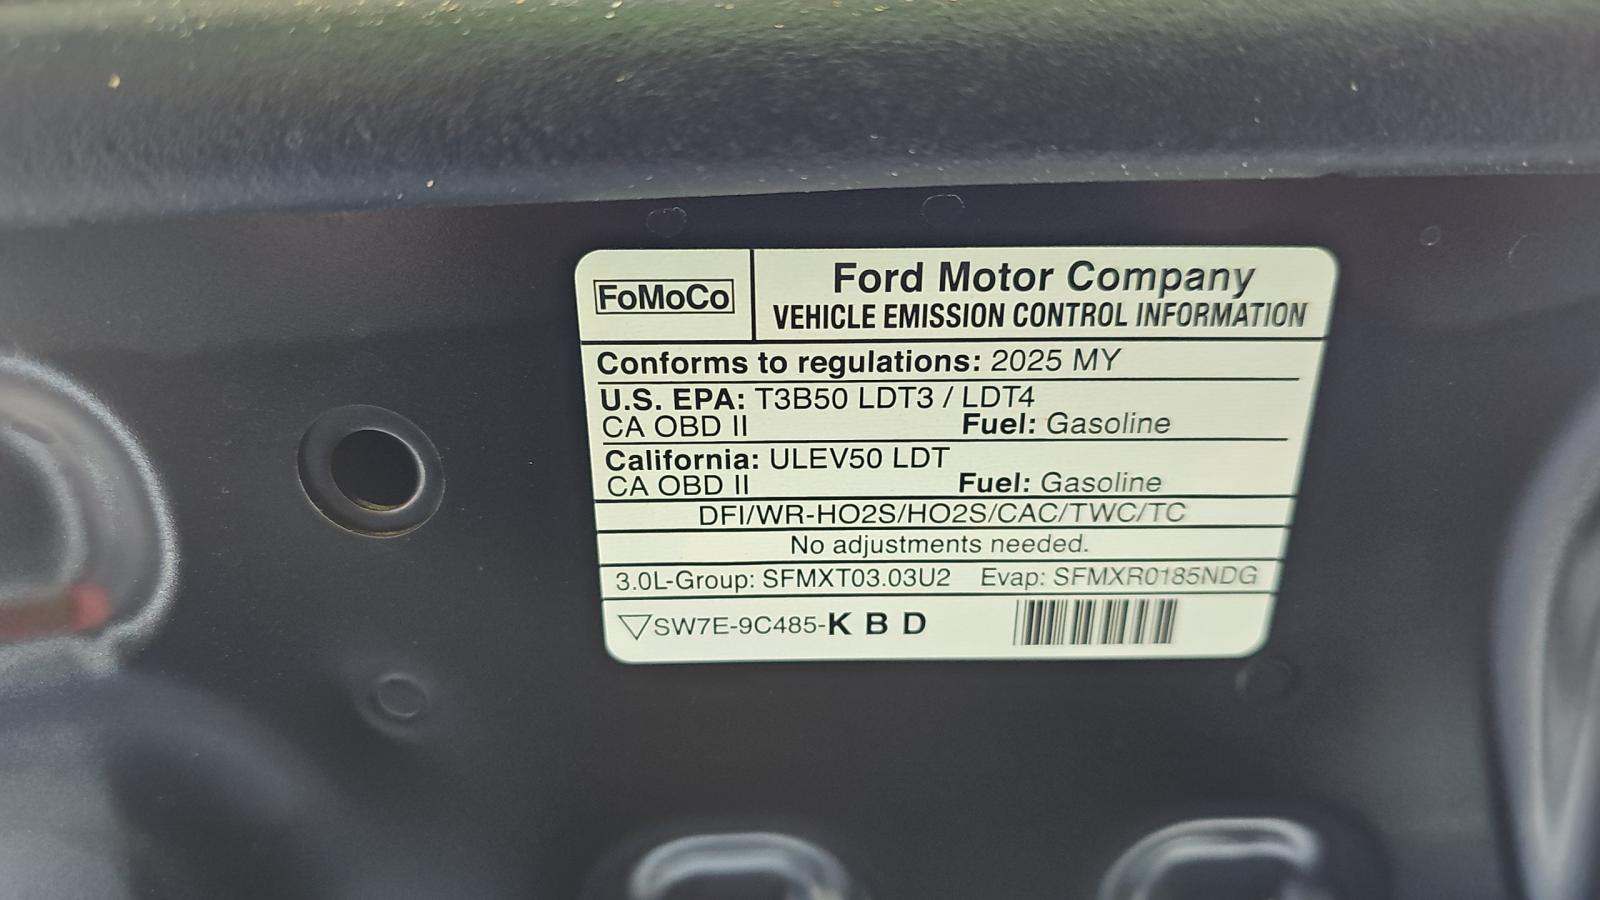 FoMoCo
Ford Motor Company
VEHICLE EMISSION CONTROL INFORMATION
Conforms to regulations: 2025 MY
U.S. EPA: T3B50 LDT3 / LDT4
CA OBD II Fuel: Gasoline
California: ULEV50 LDT
CA OBD II Fuel: Gasoline
DFI/WR-HO2S/HO2S/CAC/TWC/TC
No adjustments needed.
3.0L-Group: SFMXT03.03U2 Evap: SFMXR0185NDG
SW7E-9C485-K B D